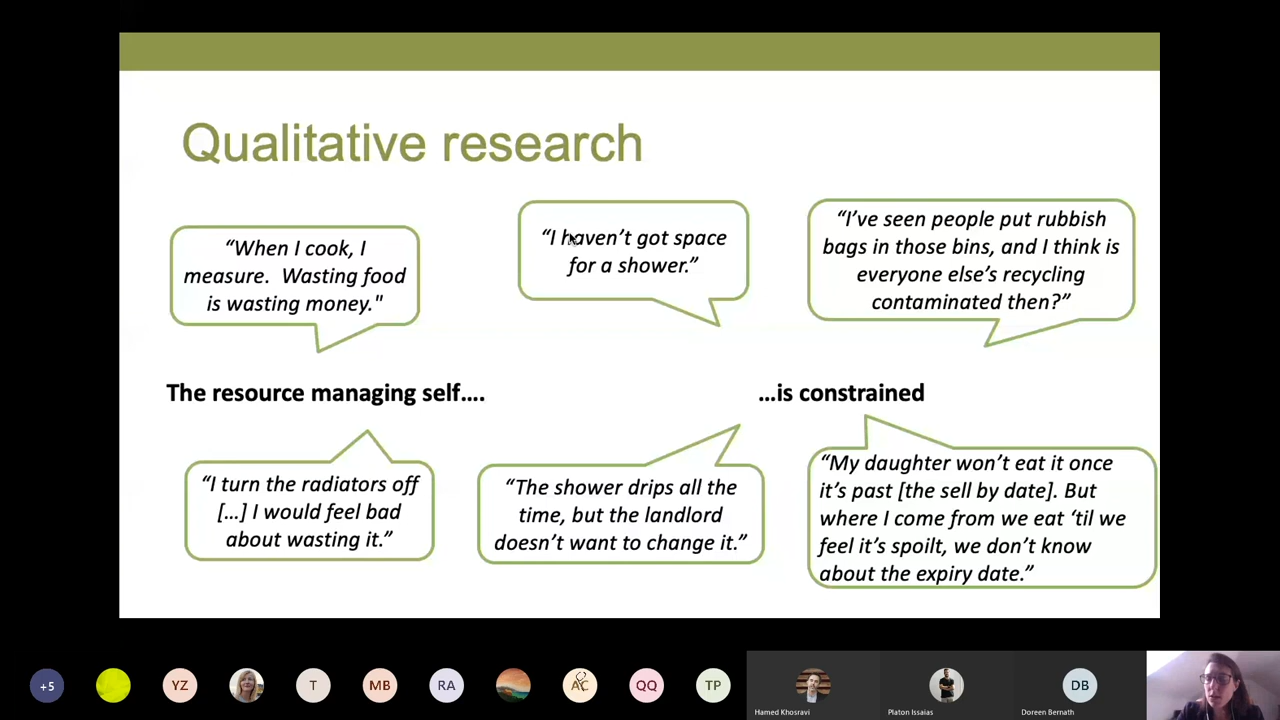 Qualitative research
“When I cook, I
measure.  Wasting food
is wasting money."
“I haven’t got space
for a shower.”
“I’ve seen people put rubbish
bags in those bins, and I think is
everyone else’s recycling
contaminated then?”
The resource managing self….
…is constrained
“I turn the radiators off
[…] I would feel bad
about wasting it.”
“The shower drips all the
time, but the landlord
doesn’t want to change it.”
“My daughter won’t eat it once
it’s past [the sell by date]. But
where I come from we eat ‘til we
feel it’s spoilt, we don’t know
about the expiry date.”
+5
YZ
T
MB
RA
AC
QQ
TP
DB
Hamed Khosravi
Platon Issaias
Doreen Bernath